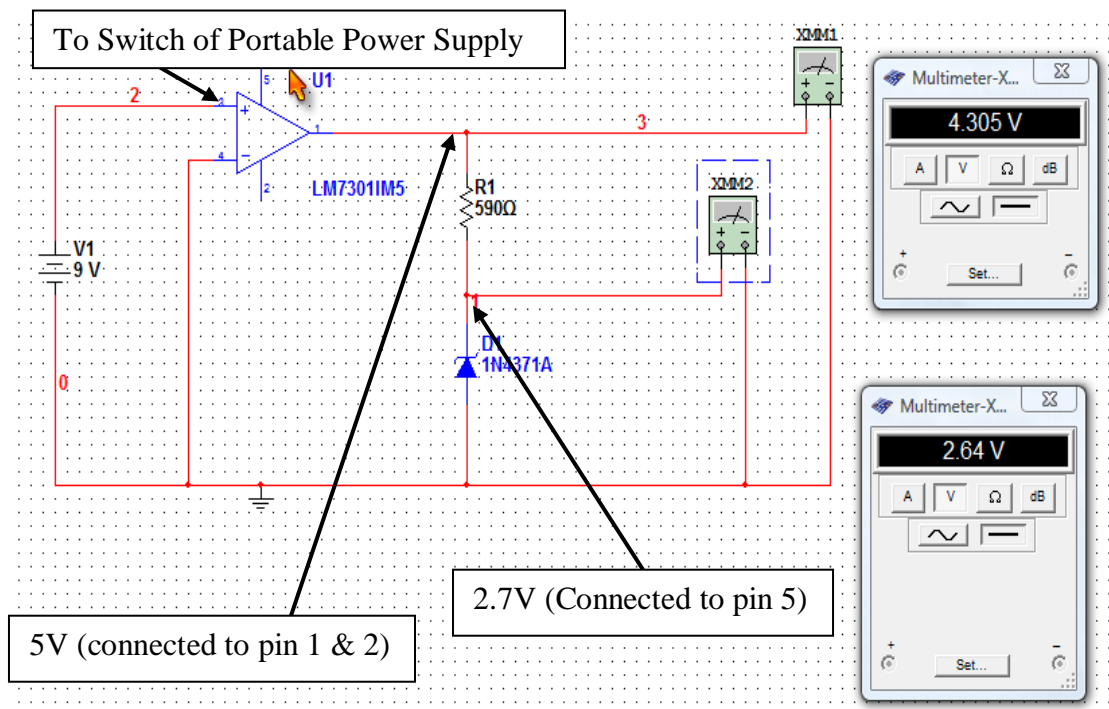 To Switch of Portable Power Supply
XMM1
5
U1
2
3
+
1
3
4
−
2
LM7301IM5
XMM2
+ −
+ −
R1
590Ω
V1
9 V
1
D1
1N4371A
0
2.7V (Connected to pin 5)
5V (connected to pin 1 & 2)
Multimeter-X...
4.305 V
A V Ω dB
+ −
Set...
Multimeter-X...
2.64 V
A V Ω dB
+ −
Set...